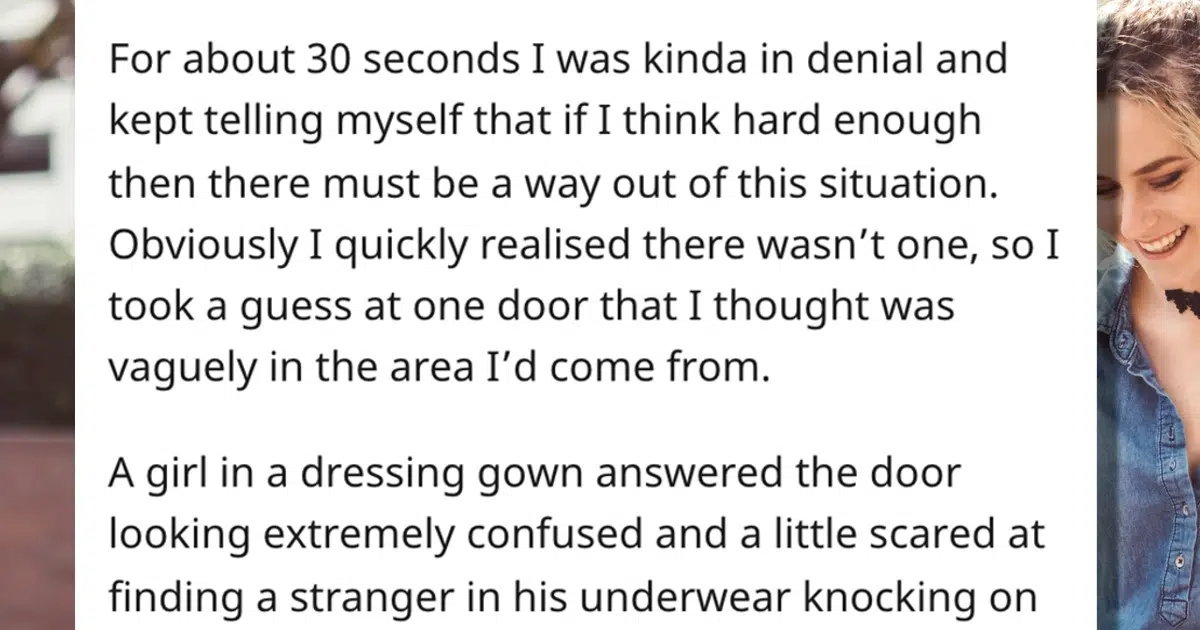 For about 30 seconds I was kinda in denial and
kept telling myself that if I think hard enough
then there must be a way out of this situation.
Obviously I quickly realised there wasn’t one, so I
took a guess at one door that I thought was
vaguely in the area I’d come from.
A girl in a dressing gown answered the door
looking extremely confused and a little scared at
finding a stranger in his underwear knocking on